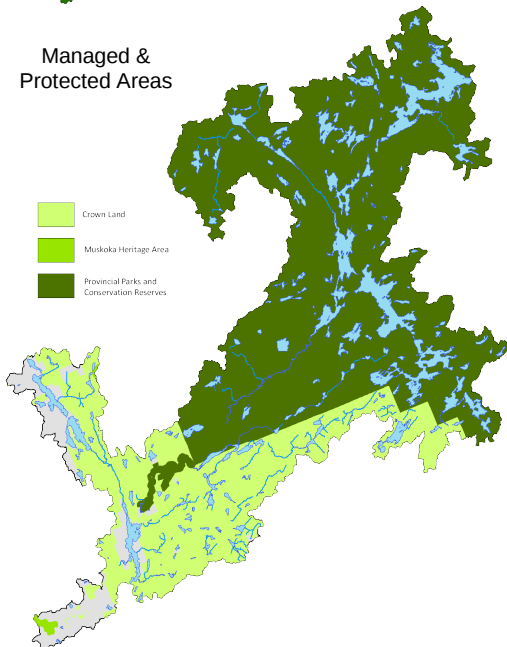 Managed &
Protected Areas
Crown Land
Muskoka Heritage Area
Provincial Parks and
Conservation Reserves